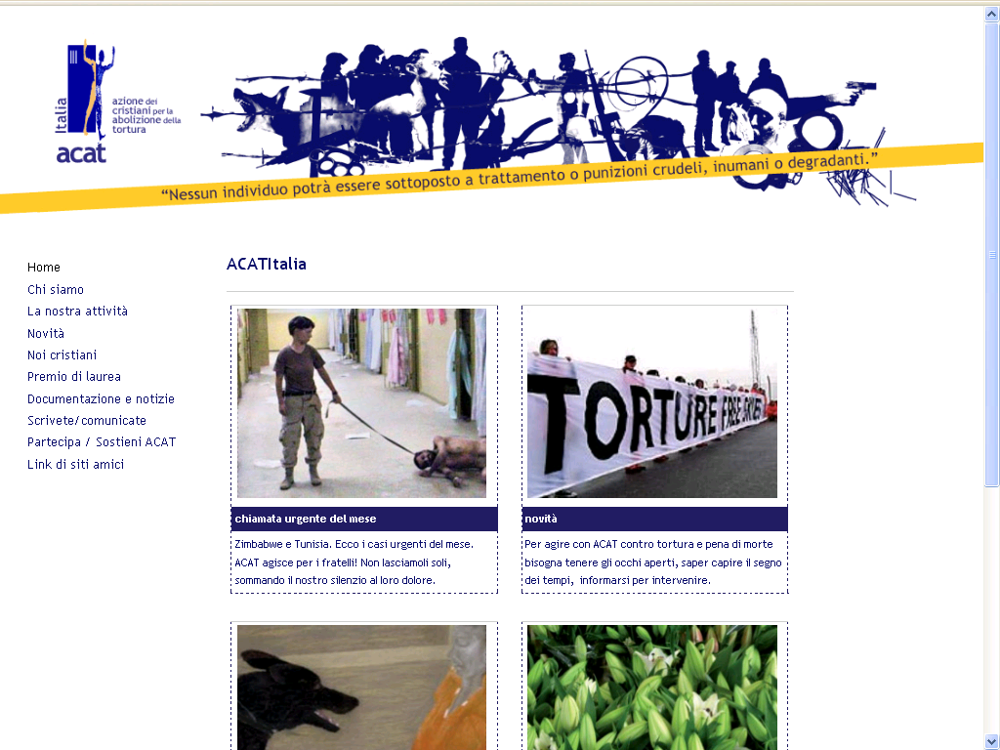 Italia
acat
azione dei
cristiani per la
abolizione della
tortura
“Nessun individuo potrà essere sottoposto a trattamento o punizioni crudeli, inumani o degradanti.”
Home
Chi siamo
La nostra attività
Novità
Noi cristiani
Premio di laurea
Documentazione e notizie
Scrivete/comunicate
Partecipa / Sostieni ACAT
Link di siti amici
ACATItalia
TORTURE FREE SKIES
chiamata urgente del mese
Zimbabwe e Tunisia. Ecco i casi urgenti del mese.
ACAT agisce per i fratelli! Non lasciamoli soli,
sommando il nostro silenzio al loro dolore.
novità
Per agire con ACAT contro tortura e pena di morte
bisogna tenere gli occhi aperti, saper capire il segno
dei tempi,  informarsi per intervenire.